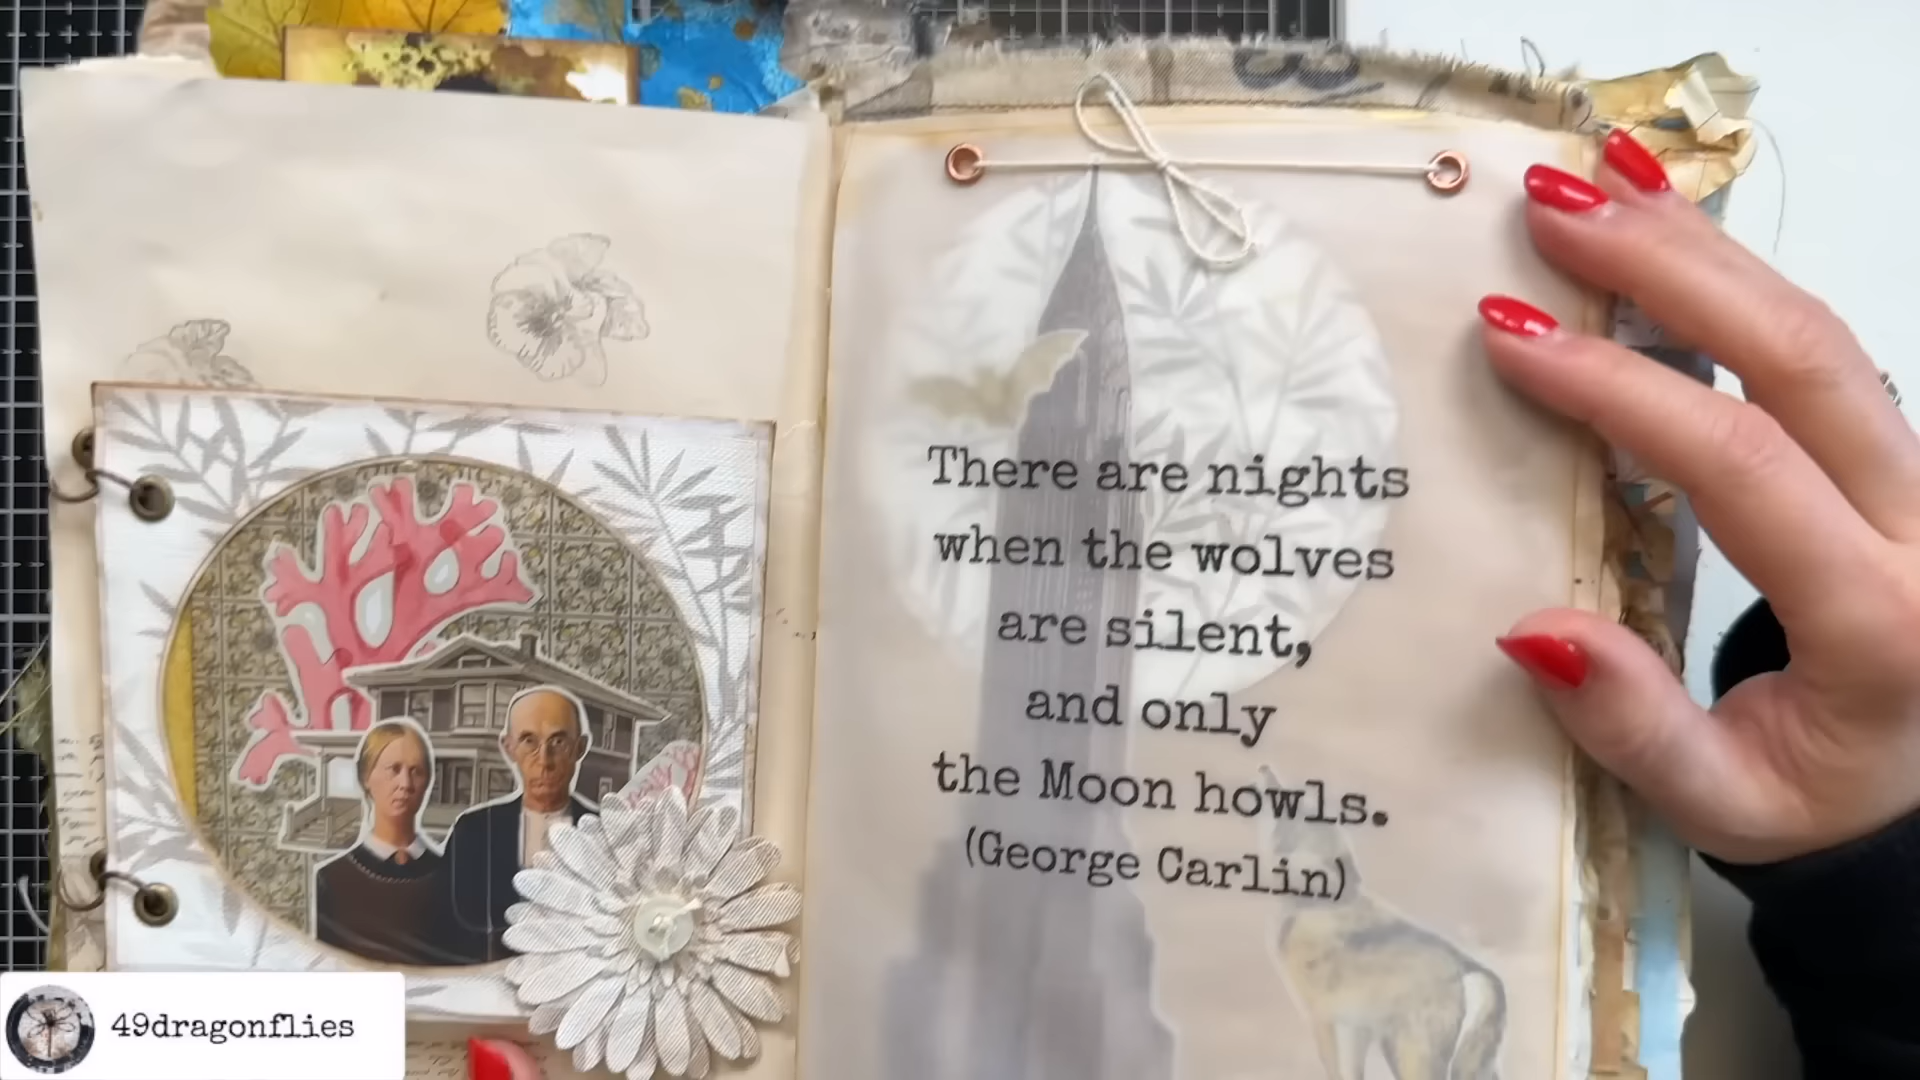 There are nights
when the wolves
are silent,
and only
the Moon howls.
(George Carlin)
49dragonflies